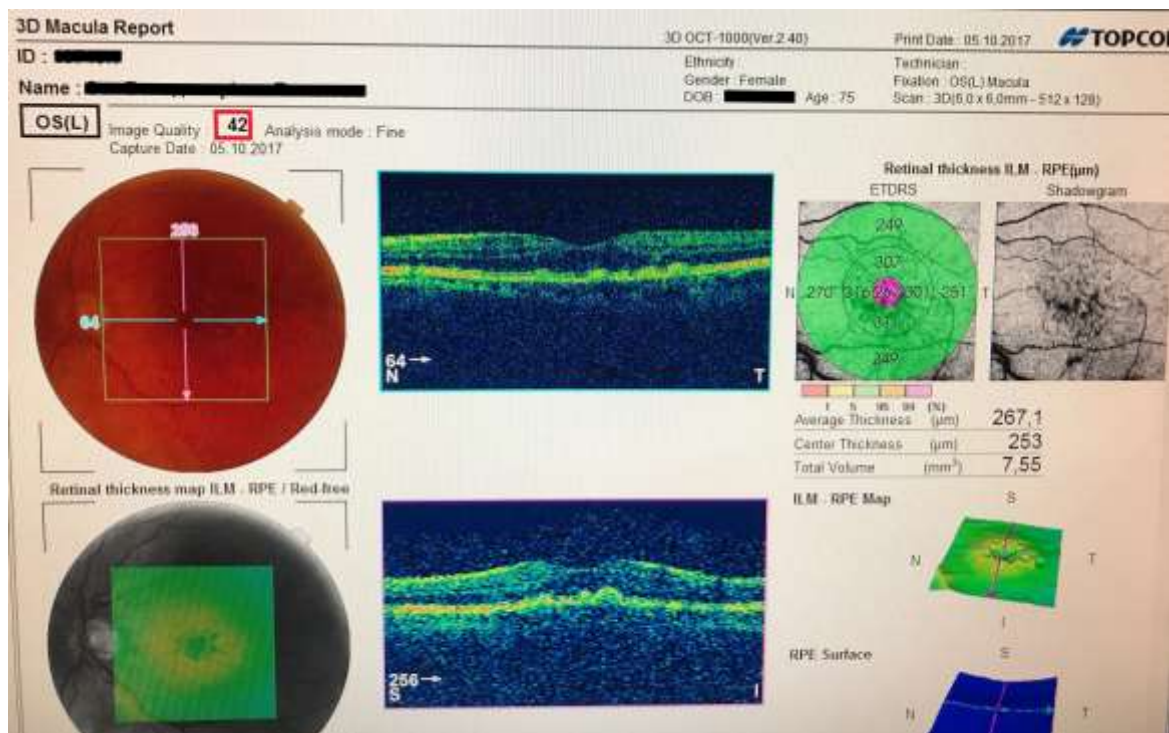 3D Macula Report
3D OCT-1000(Ver.2.40)
Print Date : 05.10.2017
TOPCO
ID :
Ethnicity :
Technician :
Name :
Gender : Female
Fixation : OS(L) Macula
DOB :
Age : 75
Scan : 3D(6,0 x 6,0mm - 512 x 128)
OS(L)
Image Quality 42 Analysis mode : Fine
Capture Date 05.10.2017
256
64
64
N
T
Retinal thickness ILM - RPE(µm)
ETDRS
Shadowgram
249
307
N 270 316 301 251 T
249
1 5 95 99 (%)
Average Thickness (µm) 267,1
Center Thickness (µm) 253
Total Volume (mm³) 7,55
Retinal thickness map ILM - RPE / Red-free
256
S
I
ILM - RPE Map
S
N
T
I
RPE Surface
S
N
T